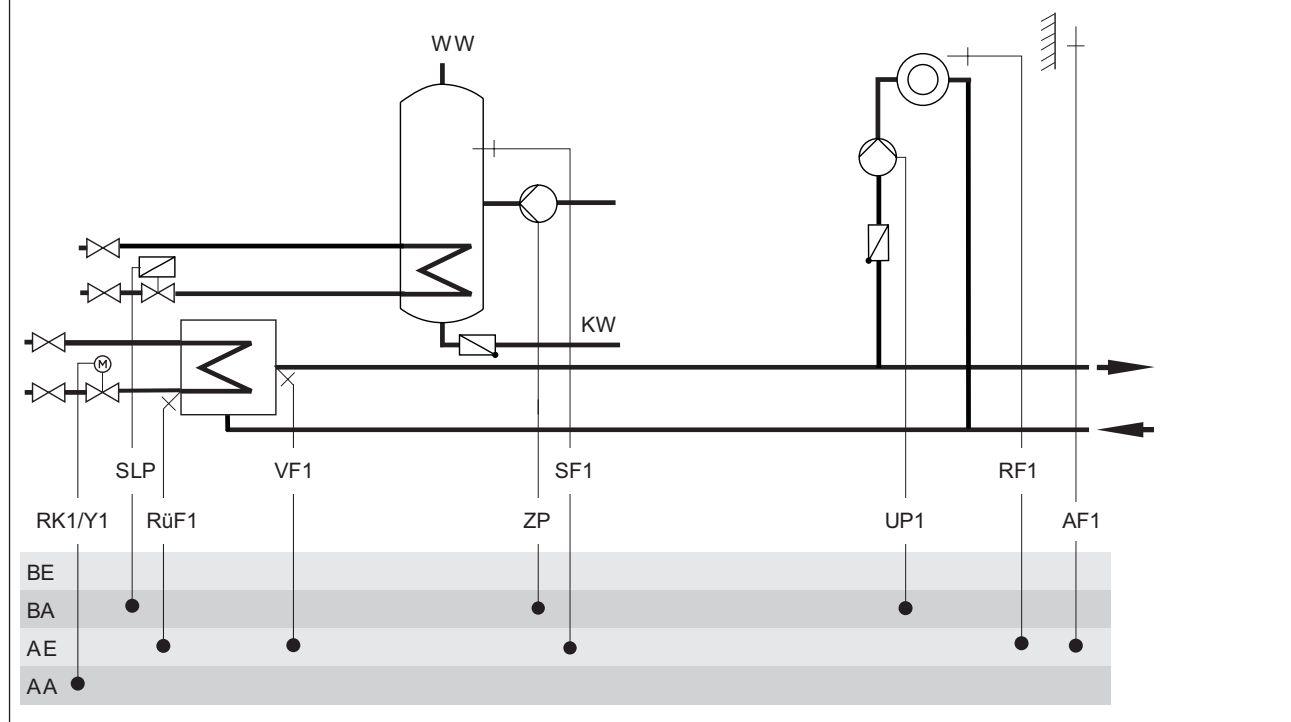 WW
KW
M
SLP VF1 SF1 RF1
RK1/Y1 RüF1 ZP UP1 AF1
BE
BA
AE
AA